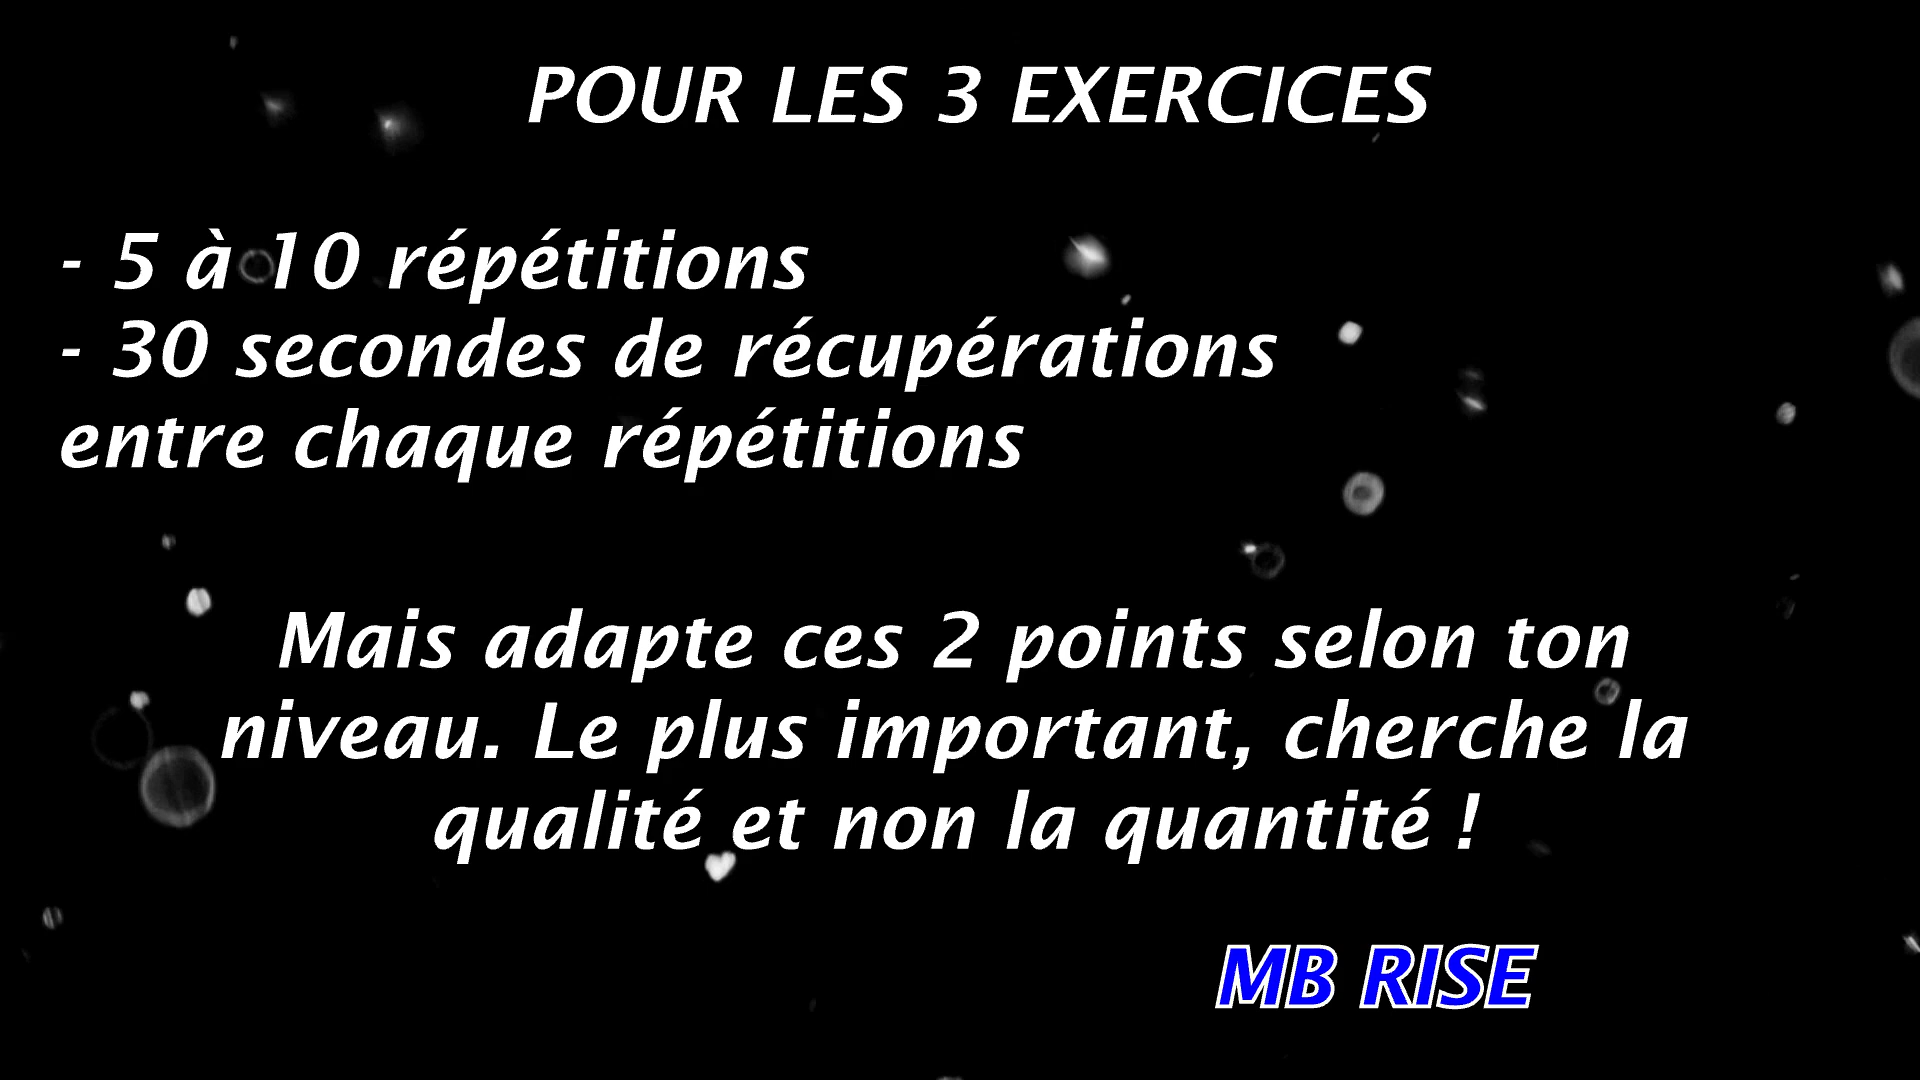 POUR LES 3 EXERCICES
- 5 à 10 répétitions
- 30 secondes de récupérations
entre chaque répétitions
Mais adapte ces 2 points selon ton
niveau. Le plus important, cherche la
qualité et non la quantité !
MB RISE